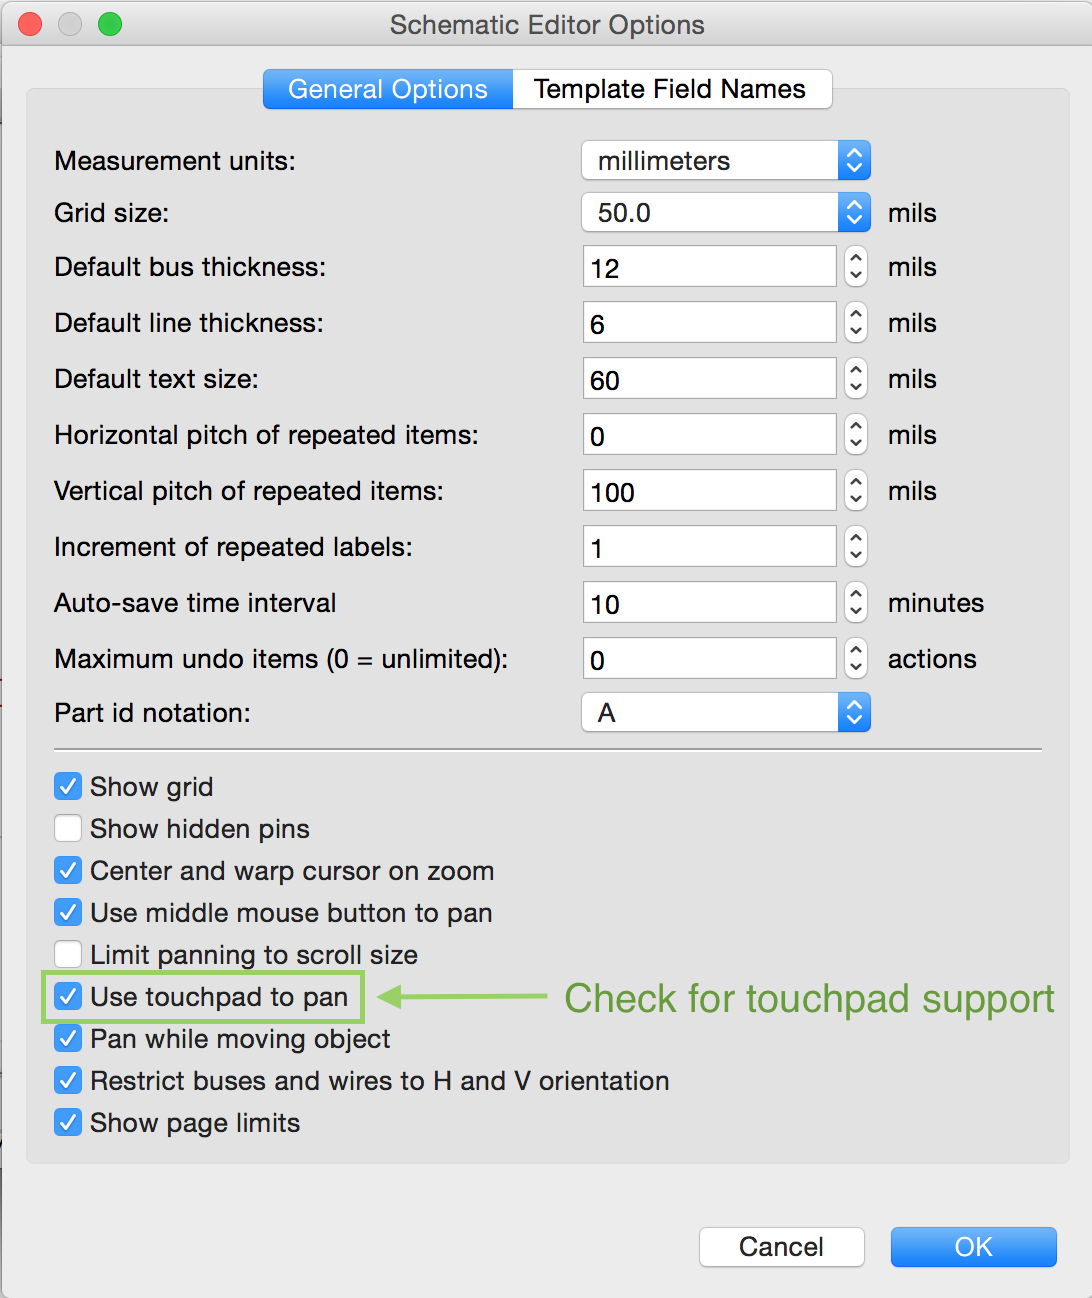 Schematic Editor Options
General Options Template Field Names
Measurement units: millimeters
Grid size: 50.0 mils
Default bus thickness: 12 mils
Default line thickness: 6 mils
Default text size: 60 mils
Horizontal pitch of repeated items: 0 mils
Vertical pitch of repeated items: 100 mils
Increment of repeated labels: 1
Auto-save time interval 10 minutes
Maximum undo items (0 = unlimited): 0 actions
Part id notation: A
Show grid
Show hidden pins
Center and warp cursor on zoom
Use middle mouse button to pan
Limit panning to scroll size
Use touchpad to pan Check for touchpad support
Pan while moving object
Restrict buses and wires to H and V orientation
Show page limits
Cancel OK